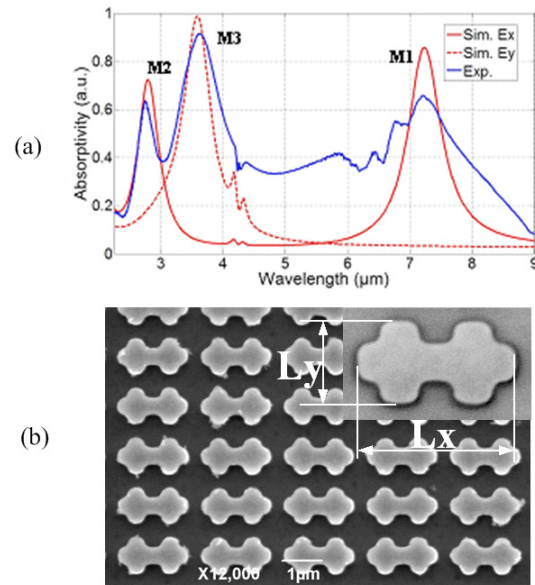 (a)
Absorptivity (a.u.)
1
0.8
0.6
0.4
0.2
0
M2
M3
M1
Sim. Ex
Sim. Ey
Exp.
3 4 5 6 7 8 9
Wavelength (μm)
(b)
Ly
Lx
X12,000 1μm